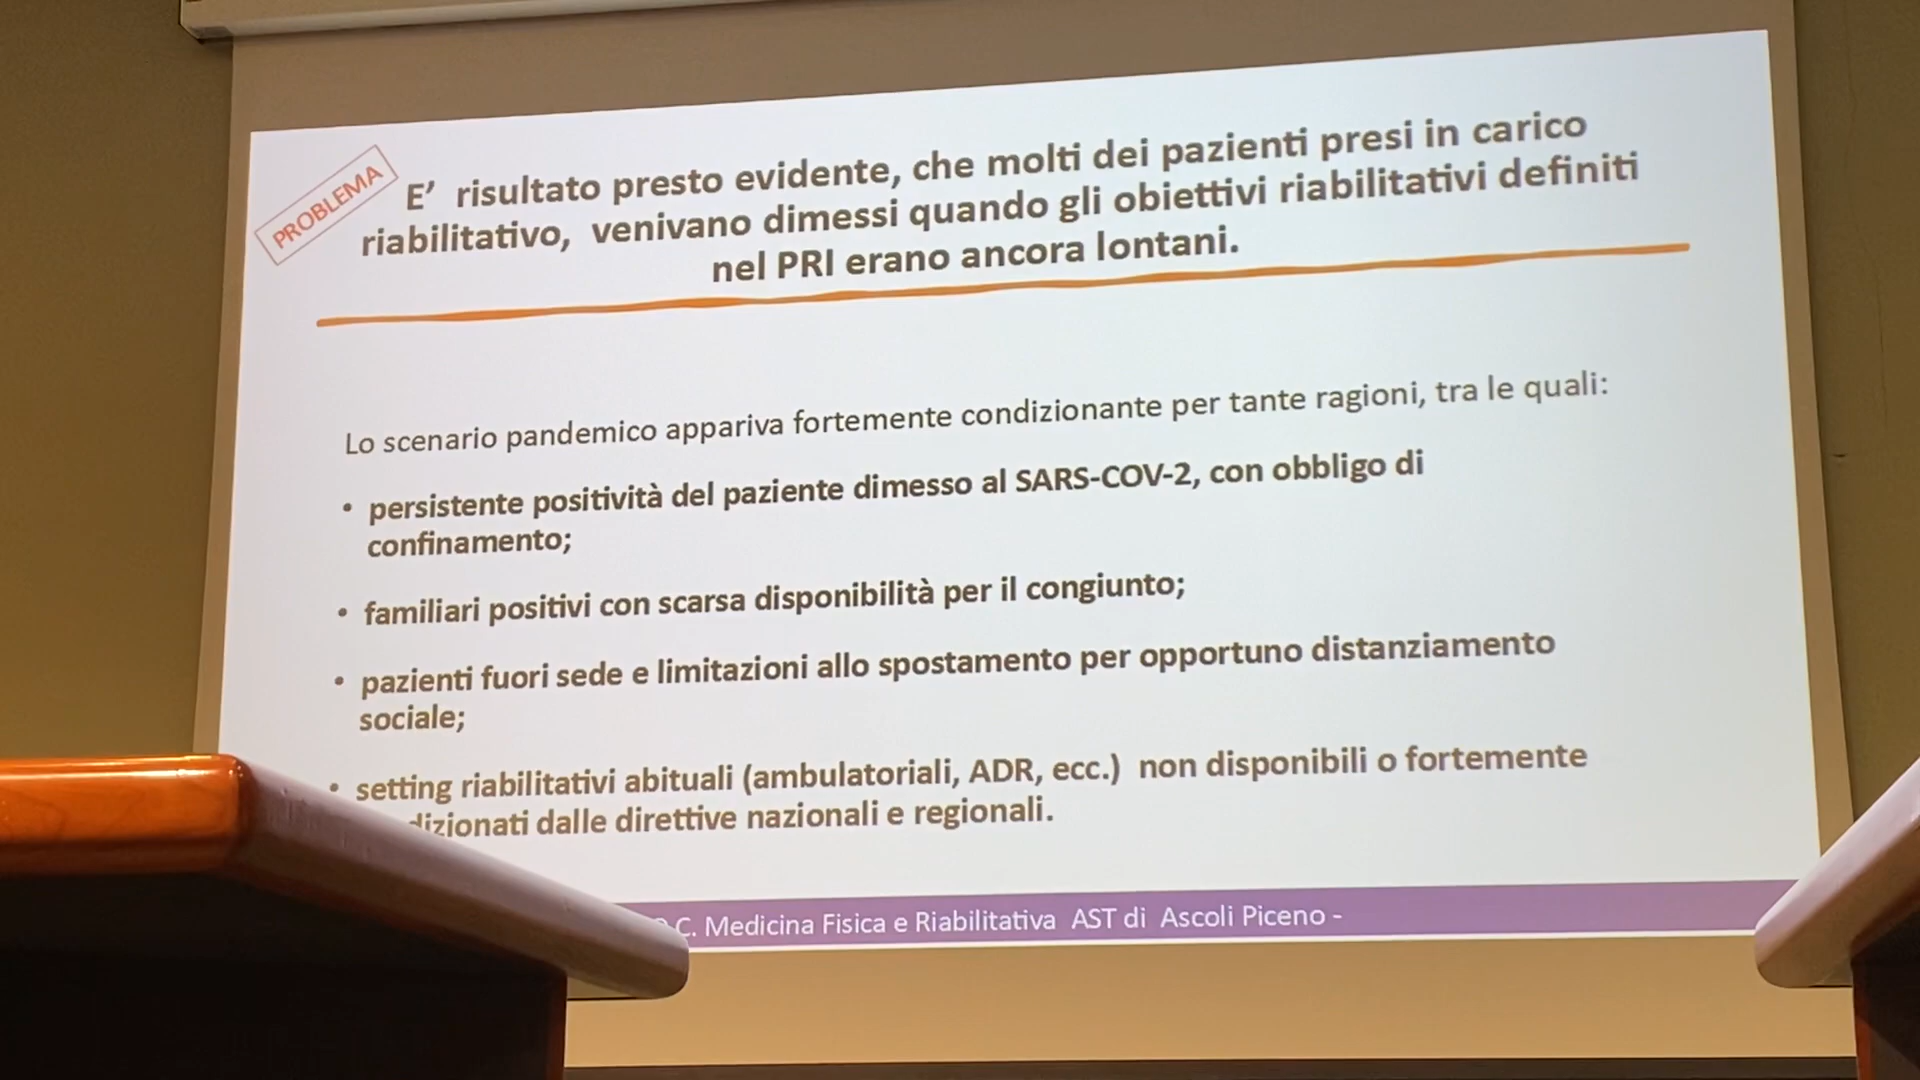 PROBLEMA
E’ risultato presto evidente, che molti dei pazienti presi in carico
riabilitativo, venivano dimessi quando gli obiettivi riabilitativi definiti
nel PRI erano ancora lontani.
Lo scenario pandemico appariva fortemente condizionante per tante ragioni, tra le quali:
• persistente positività del paziente dimesso al SARS-COV-2, con obbligo di
confinamento;
• familiari positivi con scarsa disponibilità per il congiunto;
• pazienti fuori sede e limitazioni allo spostamento per opportuno distanziamento
sociale;
• setting riabilitativi abituali (ambulatoriali, ADR, ecc.) non disponibili o fortemente
dalle direttive nazionali e regionali.
C. Medicina Fisica e Riabilitativa AST di Ascoli Piceno -